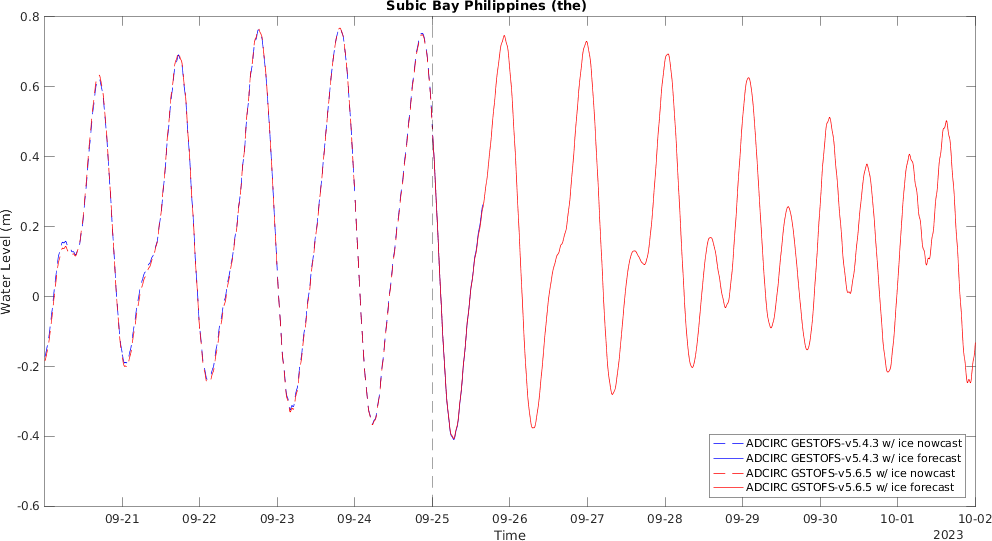 Subic Bay Philippines (the)
0.8
0.6
0.4
0.2
0
-0.2
-0.4
-0.6
Water Level (m)
ADCIRC GESTOFS-v5.4.3 w/ ice nowcast
ADCIRC GESTOFS-v5.4.3 w/ ice forecast
ADCIRC GSTOFS-v5.6.5 w/ ice nowcast
ADCIRC GSTOFS-v5.6.5 w/ ice forecast
09-21 09-22 09-23 09-24 09-25 09-26 09-27 09-28 09-29 09-30 10-01 10-02
Time
2023